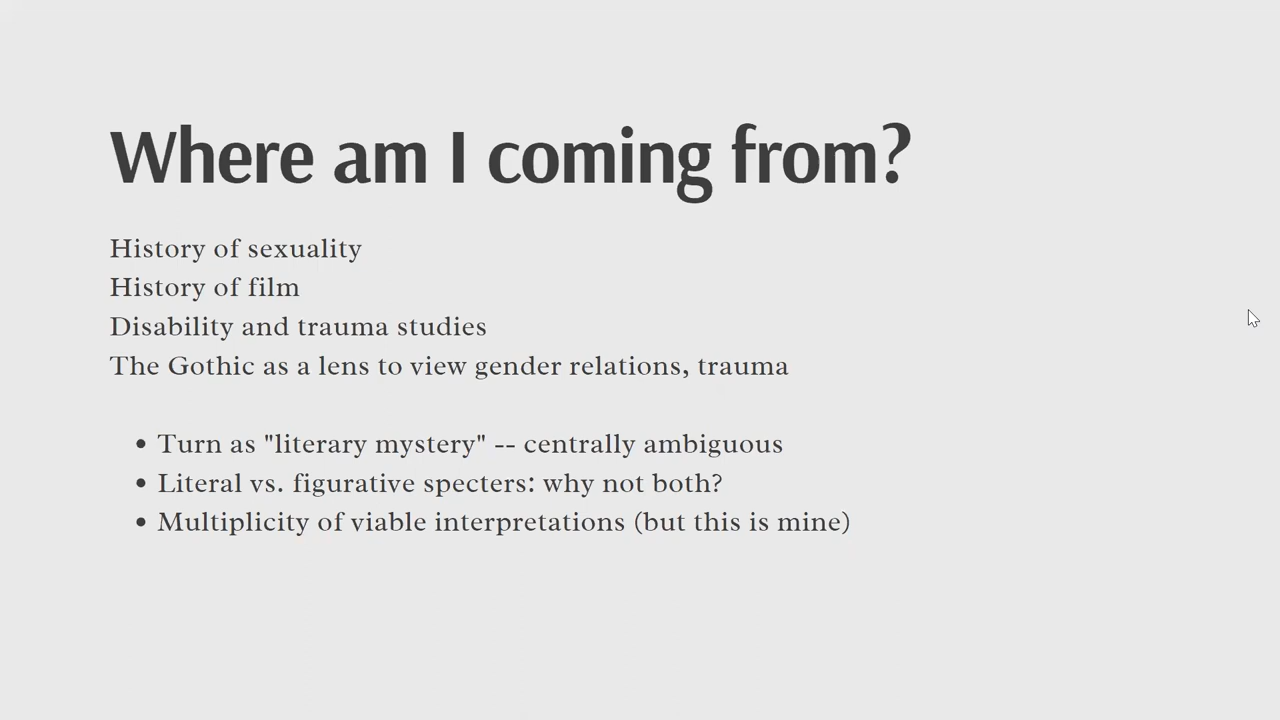 Where am I coming from?
History of sexuality
History of film
Disability and trauma studies
The Gothic as a lens to view gender relations, trauma
• Turn as "literary mystery" -- centrally ambiguous
• Literal vs. figurative specters: why not both?
• Multiplicity of viable interpretations (but this is mine)